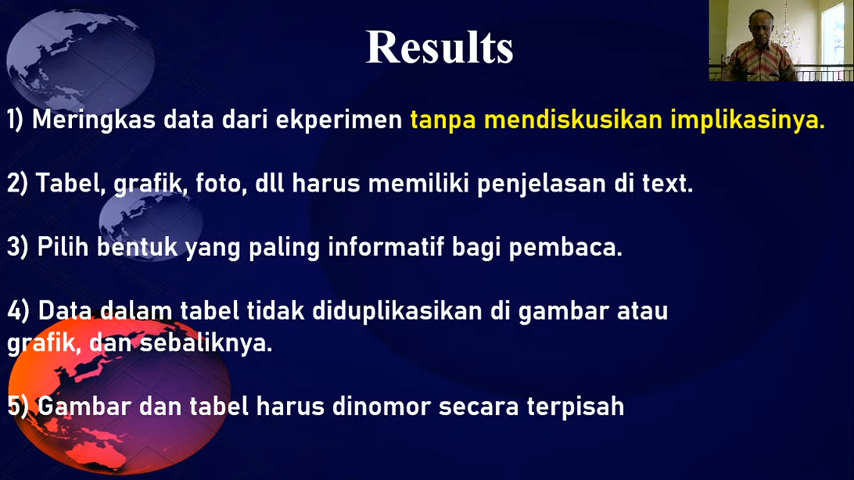 Results
1) Meringkas data dari ekperimen tanpa mendiskusikan implikasinya.
2) Tabel, grafik, foto, dll harus memiliki penjelasan di text.
3) Pilih bentuk yang paling informatif bagi pembaca.
4) Data dalam tabel tidak diduplikasikan di gambar atau
grafik, dan sebaliknya.
5) Gambar dan tabel harus dinomor secara terpisah